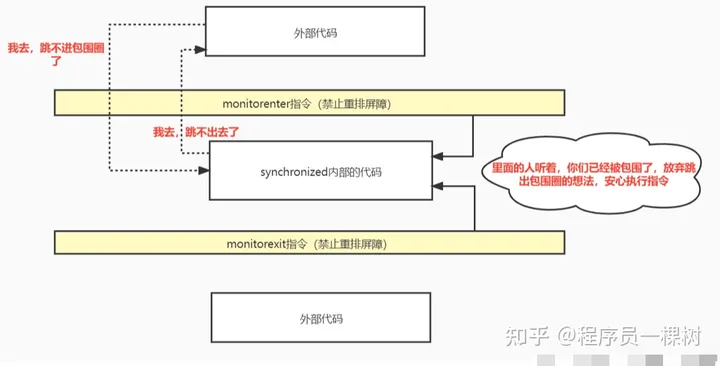 外部代码
我去，跳不进包围圈
了
monitorenter指令（禁止重排屏障）
我去，跳不出去了
synchronized内部的代码
里面的人听着，你们已经被包围了，放弃跳
出包围圈的想法，安心执行指令
monitorexit指令（禁止重排屏障）
外部代码
知乎 @程序员一棵树